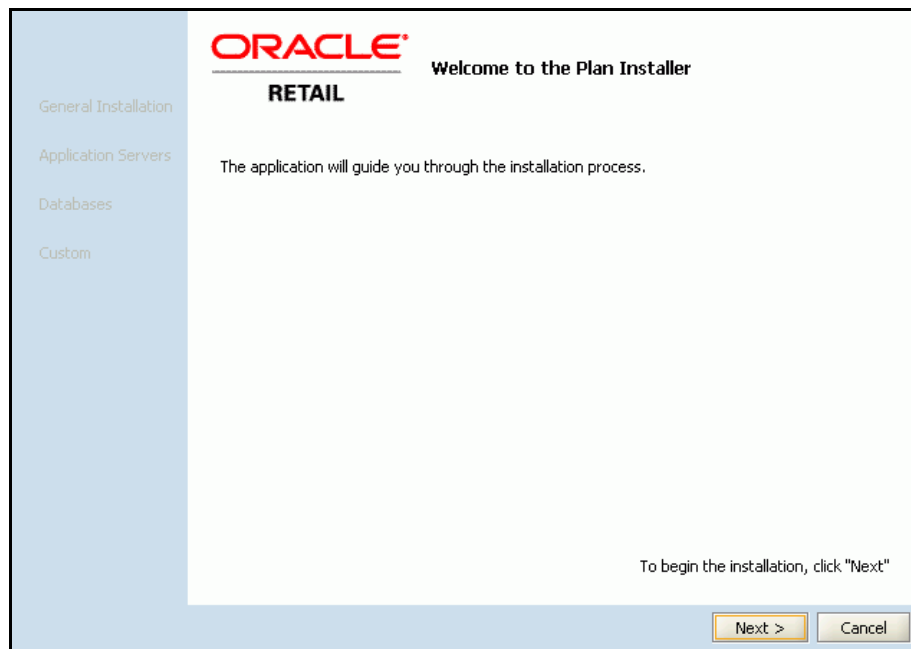 ORACLE®
RETAIL
Welcome to the Plan Installer
General Installation
Application Servers
Databases
Custom
The application will guide you through the installation process.
To begin the installation, click "Next"
Next >
Cancel